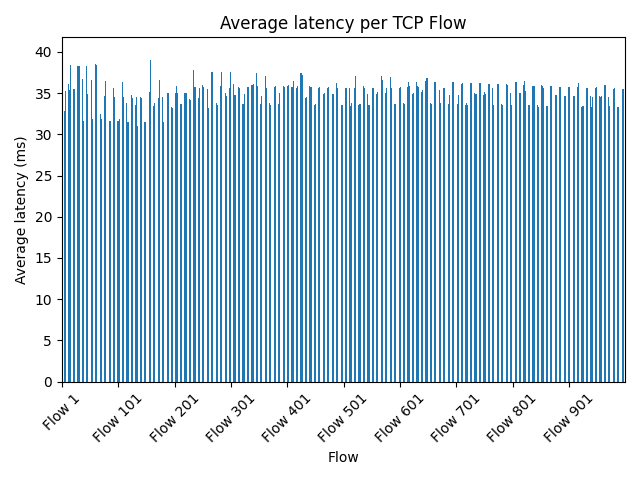 Average latency per TCP Flow
Average latency (ms)
40
35
30
25
20
15
10
5
0
Flow 1
Flow 101
Flow 201
Flow 301
Flow 401
Flow 501
Flow 601
Flow 701
Flow 801
Flow 901
Flow